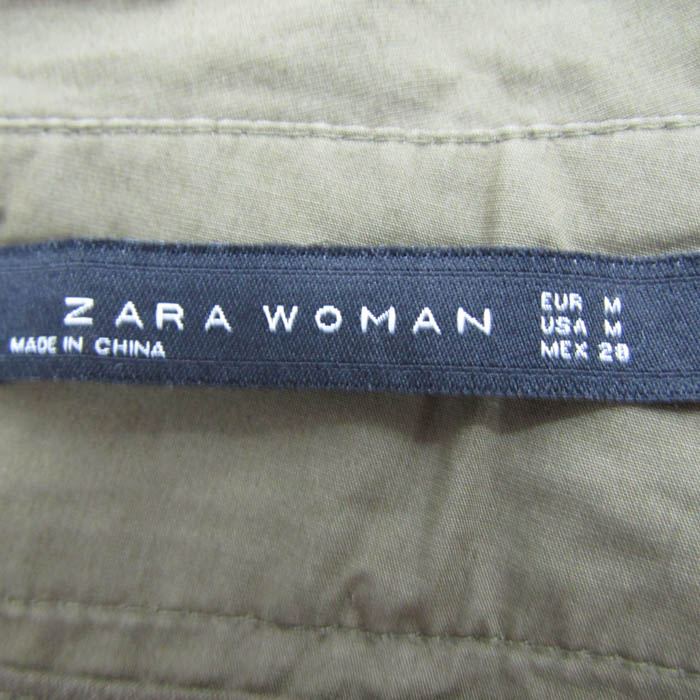 ZARA WOMAN
MADE IN CHINA
EUR M
USA M
MEX 28